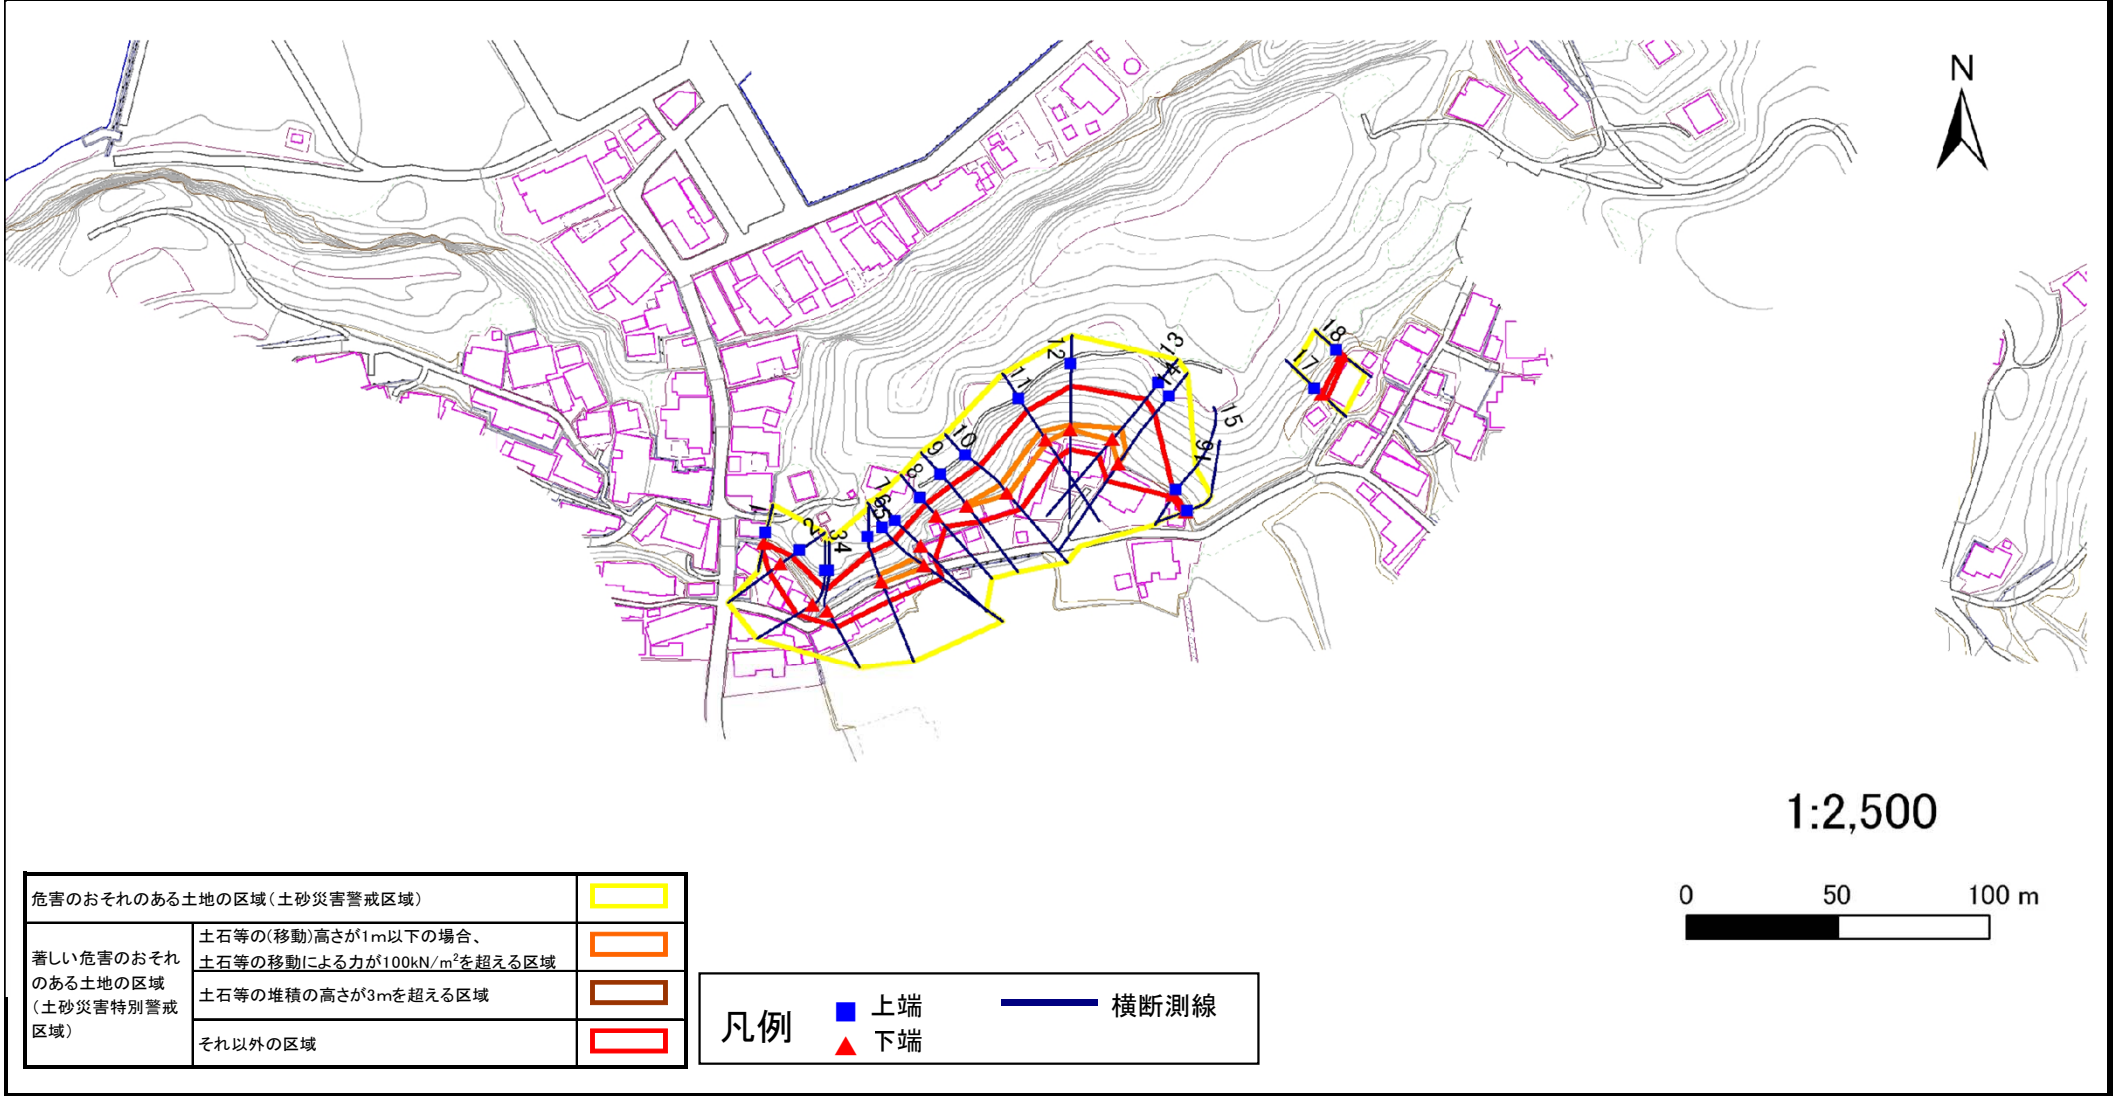 N
18
17
13
12
14
11
15
10
16
9
8
7
6
5
1
2
34
1:2,500
0 50 100 m
危害のおそれのある土地の区域(土砂災害警戒区域)
著しい危害のおそれ
のある土地の区域
(土砂災害特別警戒
区域)
土石等の(移動)高さが1m以下の場合、
土石等の移動による力が100kN/m²を超える区域
土石等の堆積の高さが3mを超える区域
それ以外の区域
凡例
上端
下端
横断測線